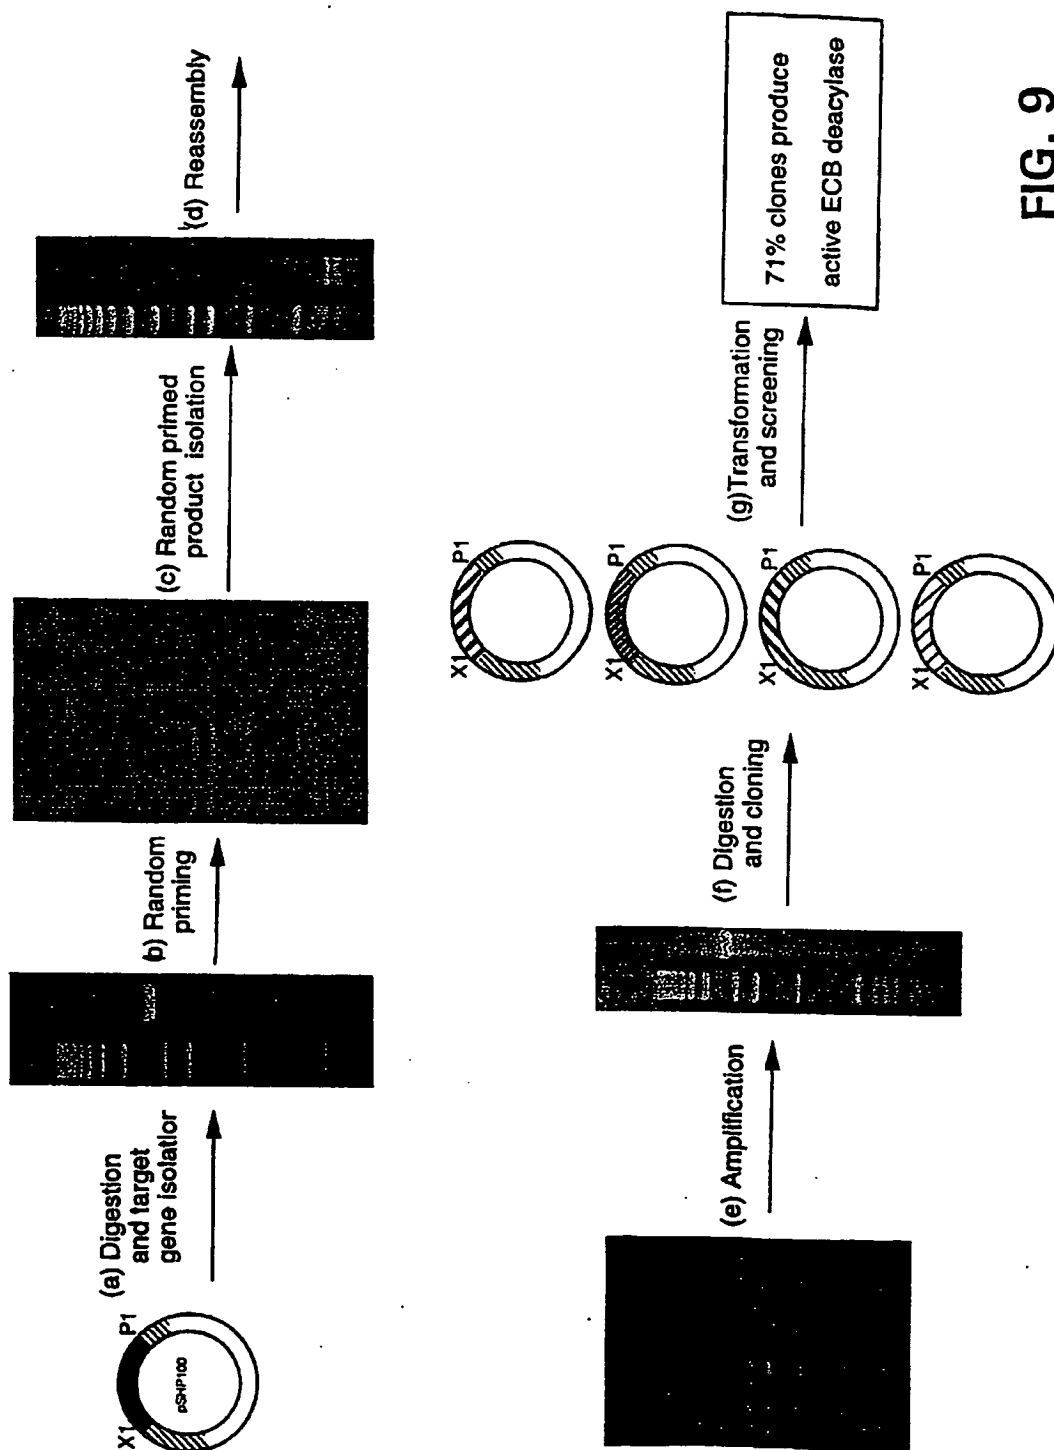 X1 P1
pSHP100
(a) Digestion
and target
gene isolatior
(b) Random
priming
(c) Random primed
product isolation
(d) Reassembly
(e) Amplification
(f) Digestion
and cloning
X1 P1
X1 P1
X1 P1
X1 P1
(g)Transformation
and screening
71% clones produce
active ECB deacylase
FIG. 9